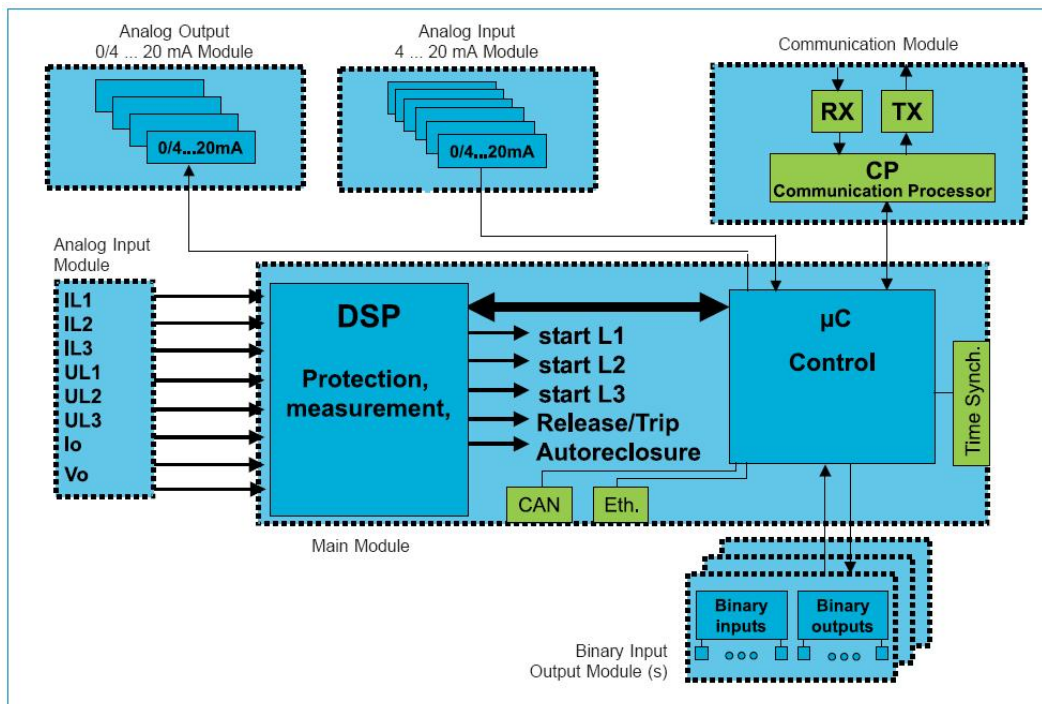 Analog Output
0/4 ... 20 mA Module
0/4...20mA
Analog Input
4 ... 20 mA Module
0/4...20mA
Communication Module
RX
TX
CP
Communication Processor
Analog Input
Module
IL1
IL2
IL3
UL1
UL2
UL3
Io
Vo
DSP
Protection,
measurement,
start L1
start L2
start L3
Release/Trip
Autoreclosure
µC
Control
Time Synch.
CAN
Eth.
Main Module
Binary
inputs
Binary
outputs
Binary Input
Output Module (s)